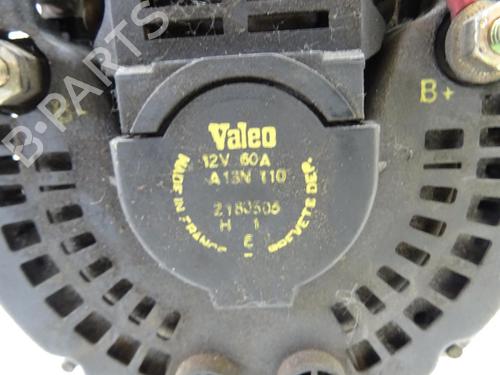 B-PARTS
B+
Valeo
12V 60A
A13N 110
2180506
H 1
E
-
MADE IN FRANCE
BREVETE DEP.